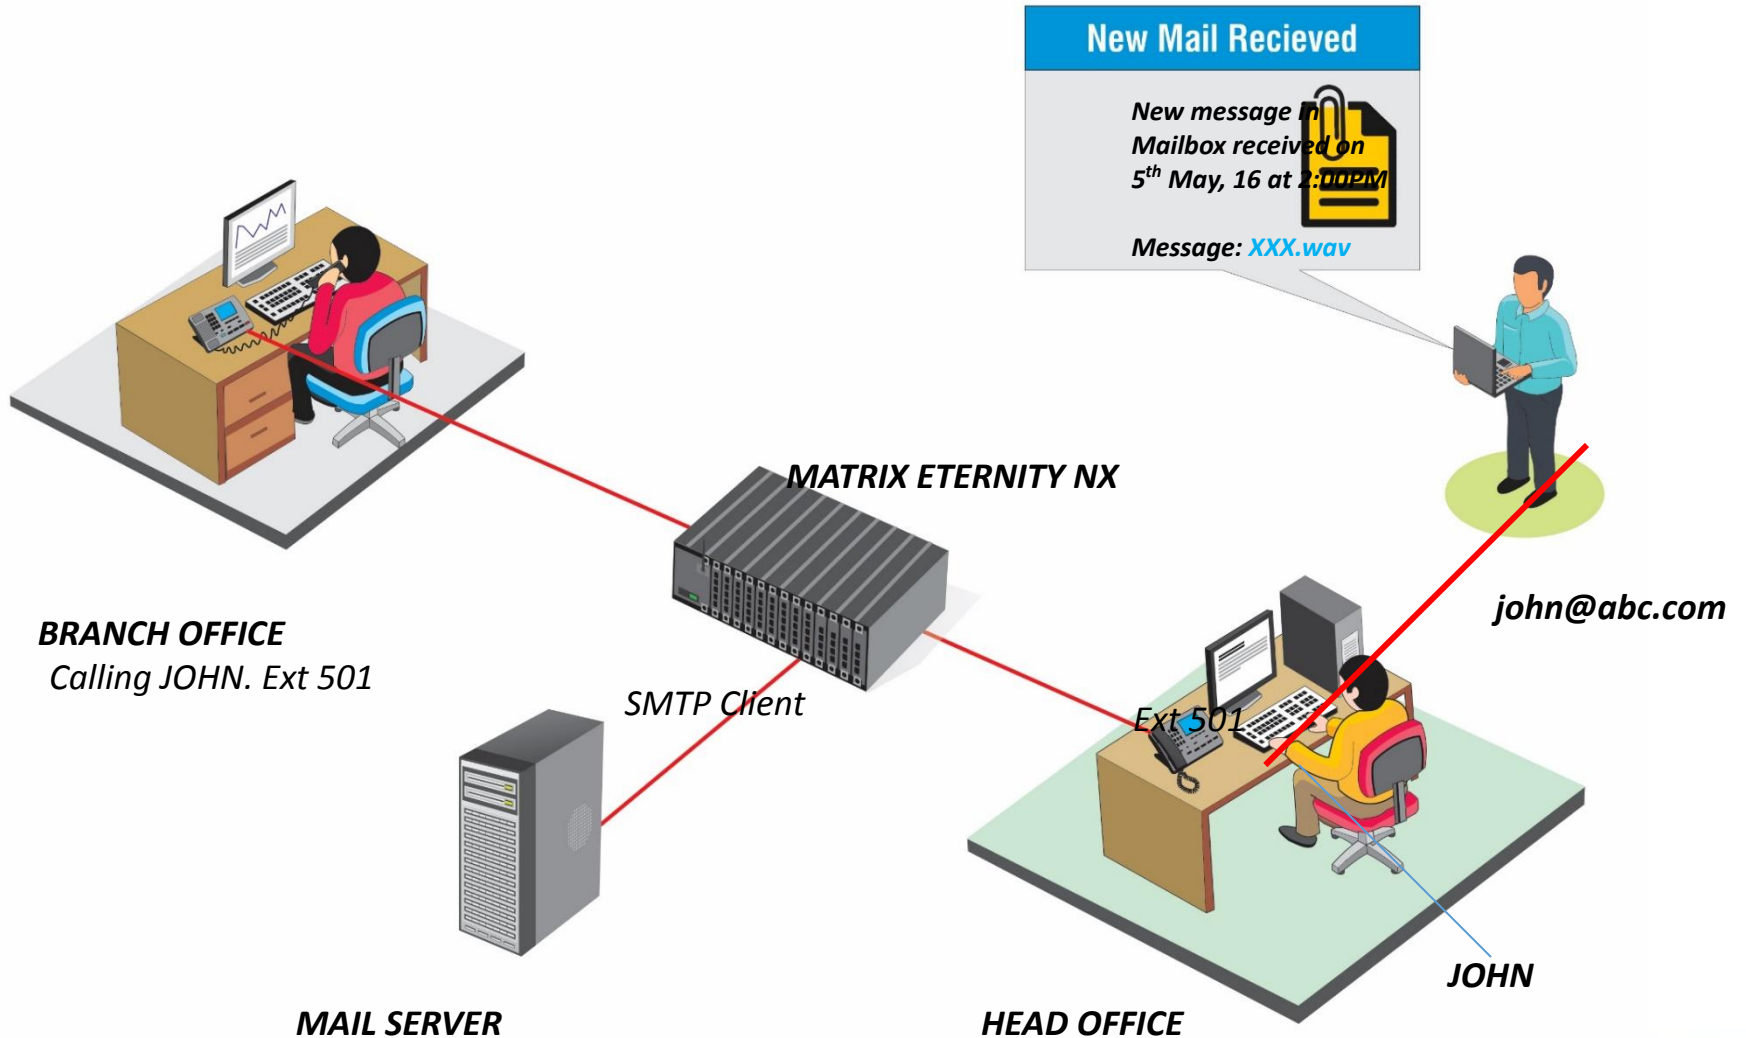 New Mail Recieved
New message in
Mailbox received on
5th May, 16 at 2:00PM
Message: XXX.wav
MATRIX ETERNITY NX
john@abc.com
BRANCH OFFICE
Calling JOHN. Ext 501
SMTP Client
Ext 501
JOHN
MAIL SERVER
HEAD OFFICE